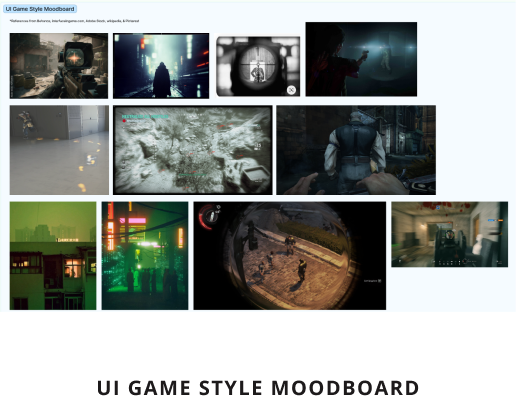 UI Game Style Moodboard
*References from Behance, Interfaceingame.com, Adobe Stock, wikipedia, & Pinterest
UI GAME STYLE MOODBOARD